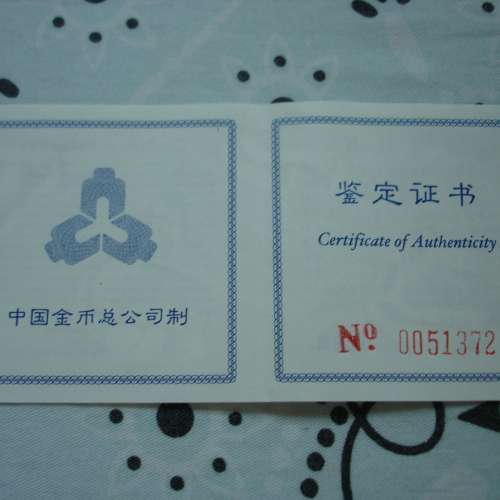 中国金币总公司制
鉴定证书
Certificate of Authenticity
Nº 0051372